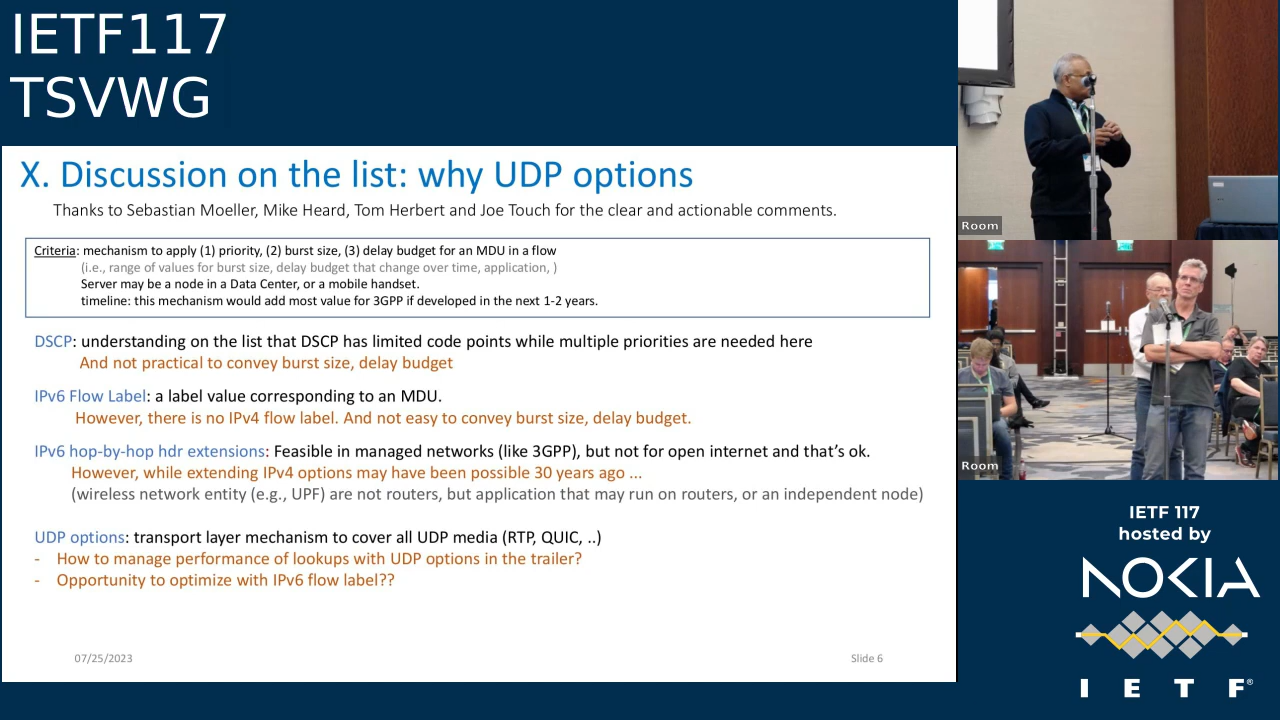 IETF117
TSVWG
X. Discussion on the list: why UDP options
Thanks to Sebastian Moeller, Mike Heard, Tom Herbert and Joe Touch for the clear and actionable comments.
Criteria: mechanism to apply (1) priority, (2) burst size, (3) delay budget for an MDU in a flow
(i.e., range of values for burst size, delay budget that change over time, application, )
Server may be a node in a Data Center, or a mobile handset.
timeline: this mechanism would add most value for 3GPP if developed in the next 1-2 years.
DSCP: understanding on the list that DSCP has limited code points while multiple priorities are needed here
And not practical to convey burst size, delay budget
IPv6 Flow Label: a label value corresponding to an MDU.
However, there is no IPv4 flow label. And not easy to convey burst size, delay budget.
IPv6 hop-by-hop hdr extensions: Feasible in managed networks (like 3GPP), but not for open internet and that's ok.
However, while extending IPv4 options may have been possible 30 years ago ...
(wireless network entity (e.g., UPF) are not routers, but application that may run on routers, or an independent node)
UDP options: transport layer mechanism to cover all UDP media (RTP, QUIC, ..)
- How to manage performance of lookups with UDP options in the trailer?
- Opportunity to optimize with IPv6 flow label??
07/25/2023
Slide 6
Room
Room
IETF 117
hosted by
NOKIA
I E T F®